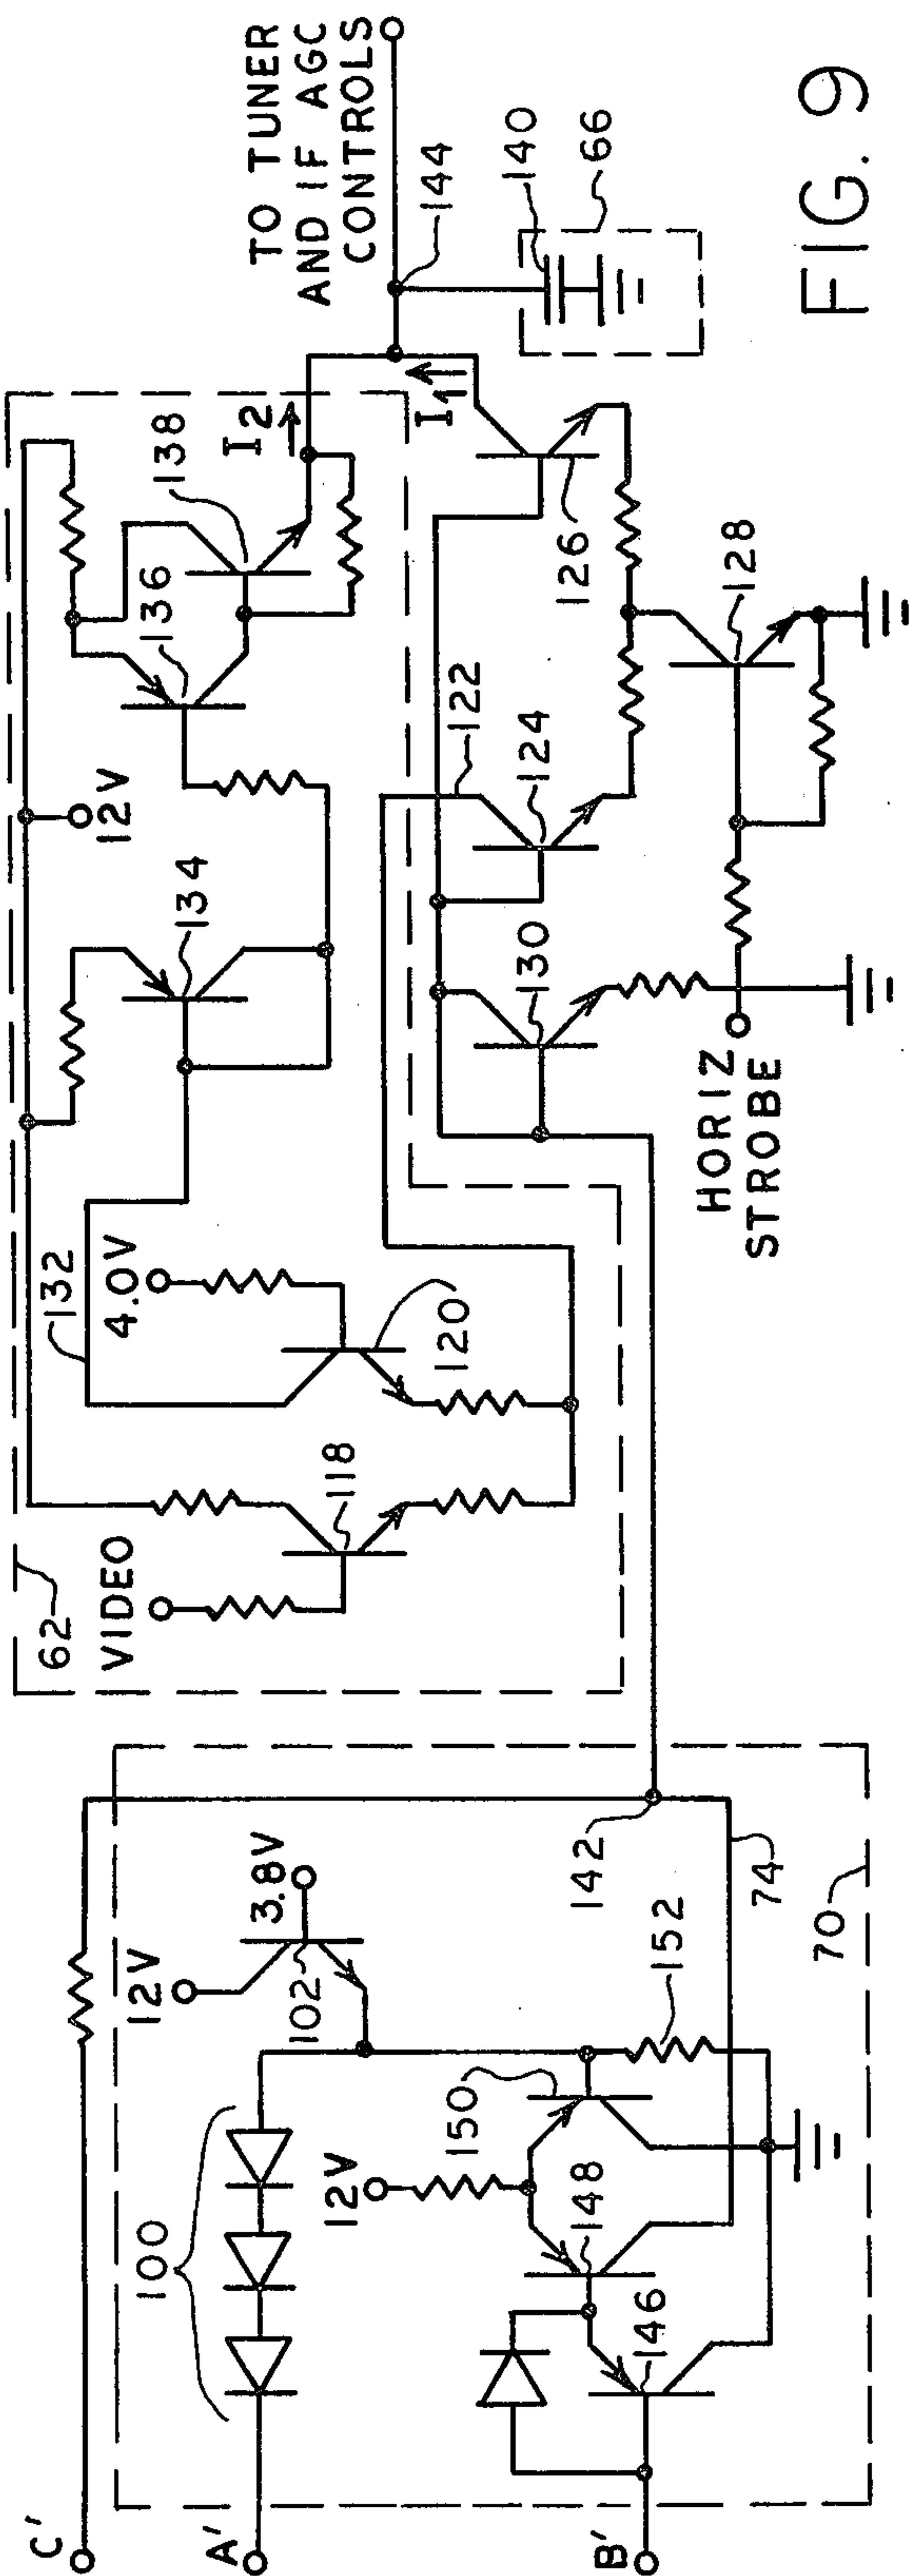 C'
A'
B'
100
12V
102
3.8V
12V
148
150
146
152
142
74
70
62
VIDEO
118
132
4.0V
120
134
12V
136
138
I2
I1
122
130
124
126
128
HORIZ
STROBE
TO TUNER
AND IF AGC
CONTROLS
144
140
66
FIG. 9